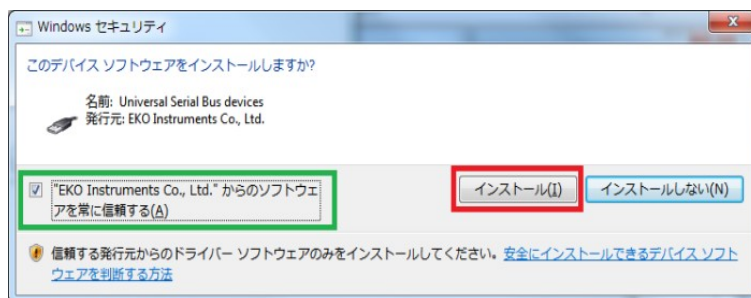 Windows セキュリティ
このデバイス ソフトウェアをインストールしますか?
名前: Universal Serial Bus devices
発行元: EKO Instruments Co., Ltd.
"EKO Instruments Co., Ltd." からのソフトウェ
アを常に信頼する(A)
インストール(I)
インストールしない(N)
信頼する発行元からのドライバー ソフトウェアのみをインストールしてください。安全にインストールできるデバイス ソフト
ウェアを判断する方法